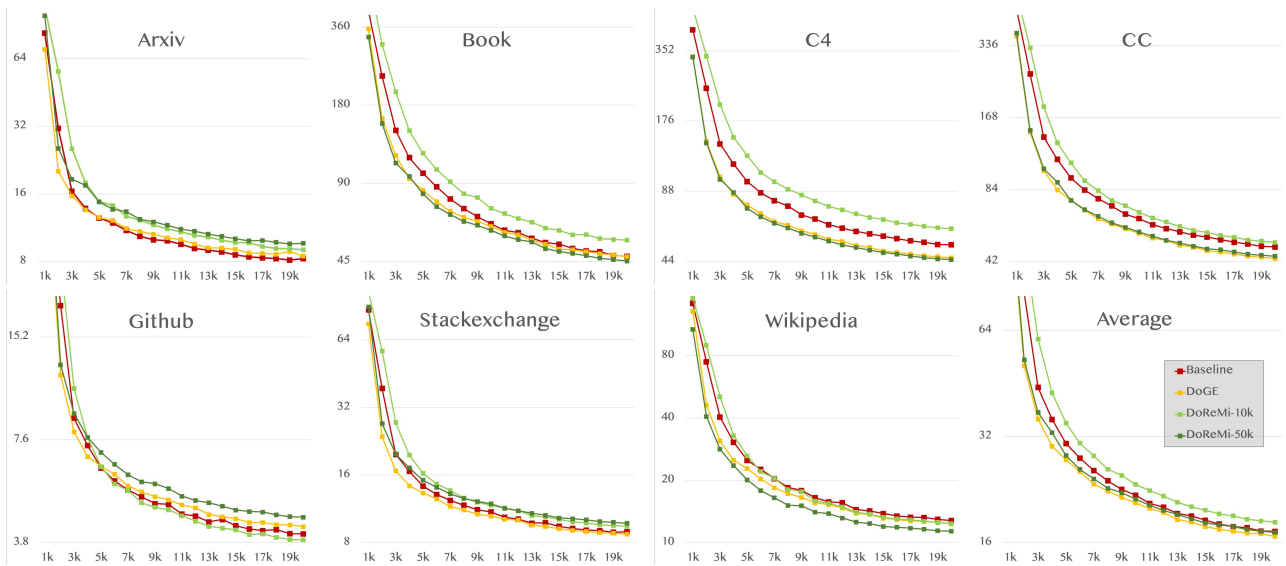 Arxiv
64
32
16
8
1k 3k 5k 7k 9k 11k 13k 15k 17k 19k
Book
360
180
90
45
1k 3k 5k 7k 9k 11k 13k 15k 17k 19k
C4
352
176
88
44
1k 3k 5k 7k 9k 11k 13k 15k 17k 19k
CC
336
168
84
42
1k 3k 5k 7k 9k 11k 13k 15k 17k 19k
Github
15.2
7.6
3.8
1k 3k 5k 7k 9k 11k 13k 15k 17k 19k
Stackexchange
64
32
16
8
1k 3k 5k 7k 9k 11k 13k 15k 17k 19k
Wikipedia
80
40
20
10
1k 3k 5k 7k 9k 11k 13k 15k 17k 19k
Average
64
32
16
Baseline
DoGE
DoReMi-10k
DoReMi-50k
1k 3k 5k 7k 9k 11k 13k 15k 17k 19k